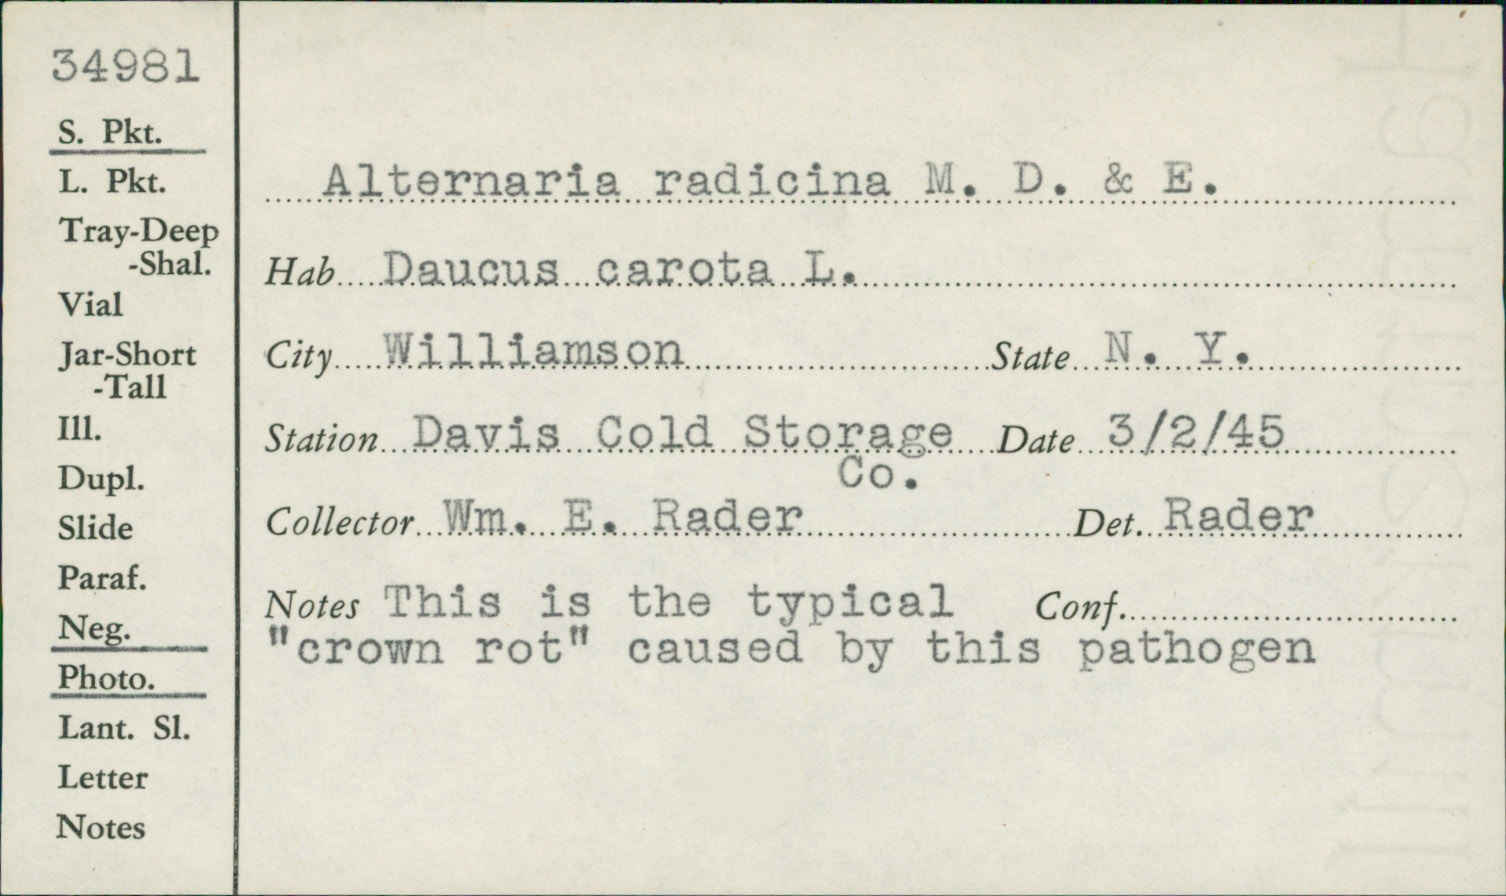 34981
S. Pkt.
L. Pkt.
Tray-Deep
-Shal.
Vial
Jar-Short
-Tall
Ill.
Dupl.
Slide
Paraf.
Neg.
Photo.
Lant. Sl.
Letter
Notes
Alternaria radicina M. D. & E.
Hab Daucus carota L.
City Williamson State N. Y.
Station Davis Cold Storage Date 3/2/45
Co.
Collector Wm. E. Rader Det. Rader
Notes This is the typical Conf.
"crown rot" caused by this pathogen